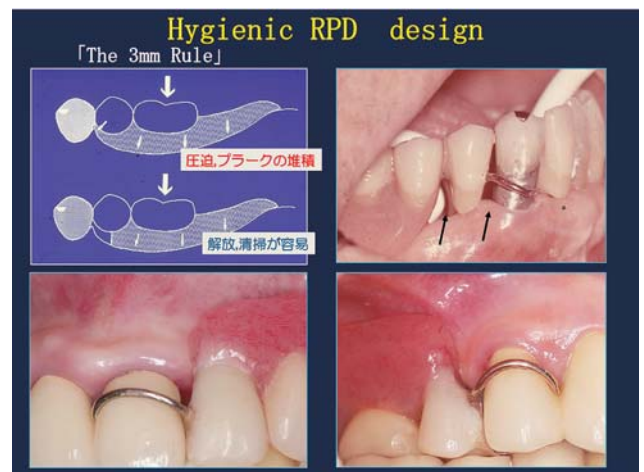 Hygienic RPD design
「The 3mm Rule」
圧迫,プラークの堆積
解放,清掃が容易